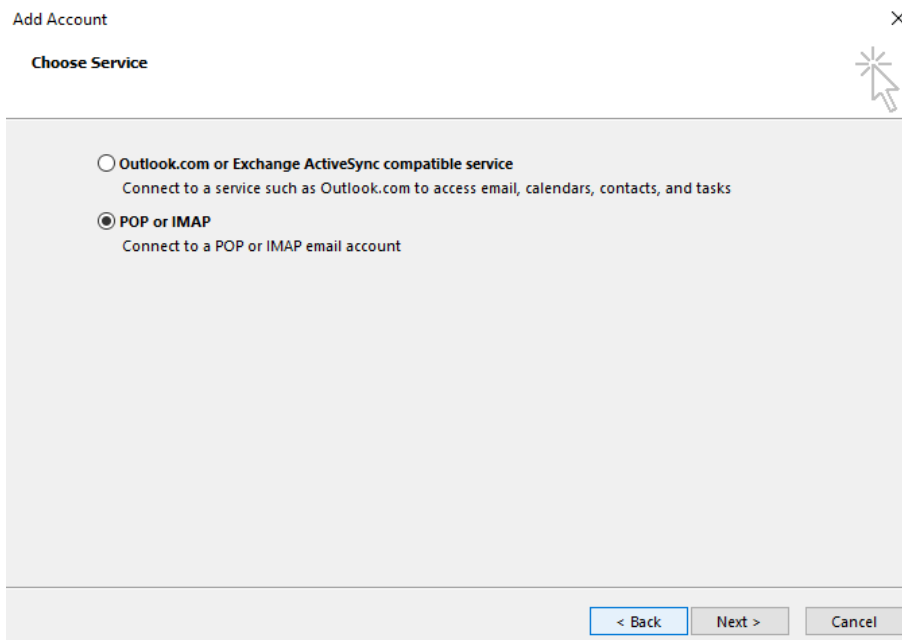 Add Account
Choose Service
Outlook.com or Exchange ActiveSync compatible service
Connect to a service such as Outlook.com to access email, calendars, contacts, and tasks
POP or IMAP
Connect to a POP or IMAP email account
< Back Next > Cancel